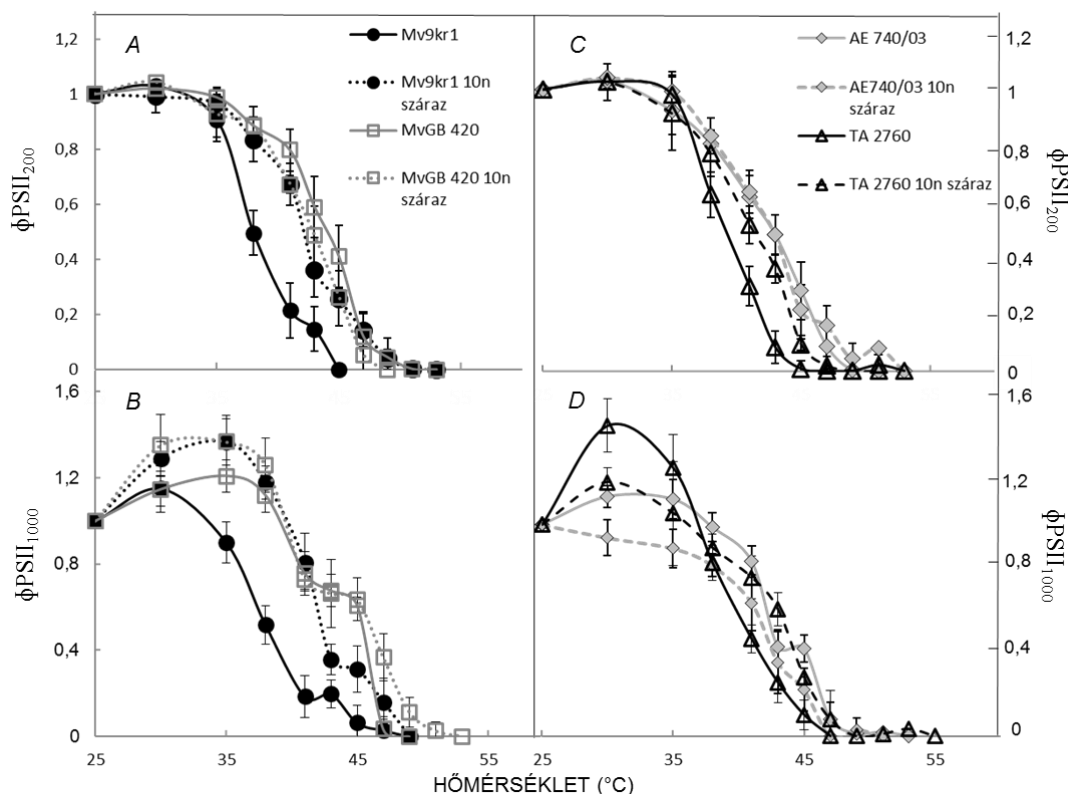 A
1,2
1
0,8
0,6
0,4
0,2
0
ϕPSII200
Mv9kr1
Mv9kr1 10n
száraz
MvGB 420
MvGB 420 10n
száraz
C
1,2
1
0,8
0,6
0,4
0,2
0
ϕPSII200
AE 740/03
AE740/03 10n
száraz
TA 2760
TA 2760 10n száraz
B
1,6
1,2
0,8
0,4
0
ϕPSII1000
25
35
45
55
D
1,6
1,2
0,8
0,4
0
ϕPSII1000
25
35
45
55
HŐMÉRSÉKLET (°C)